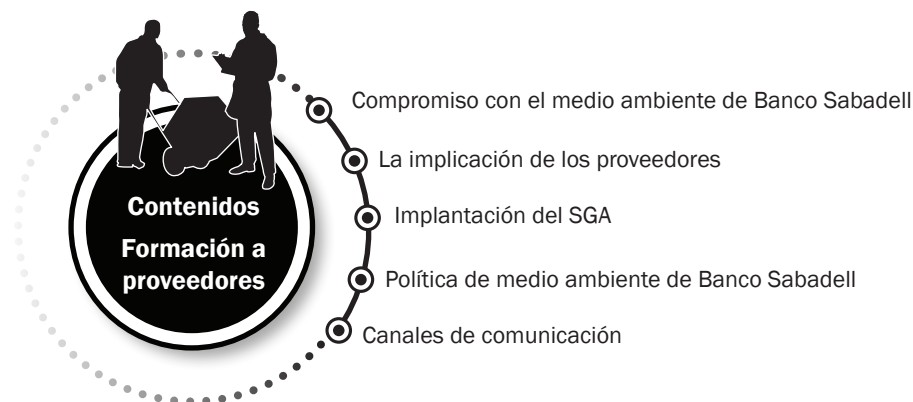 Contenidos
Formación a
proveedores
Compromiso con el medio ambiente de Banco Sabadell
La implicación de los proveedores
Implantación del SGA
Política de medio ambiente de Banco Sabadell
Canales de comunicación